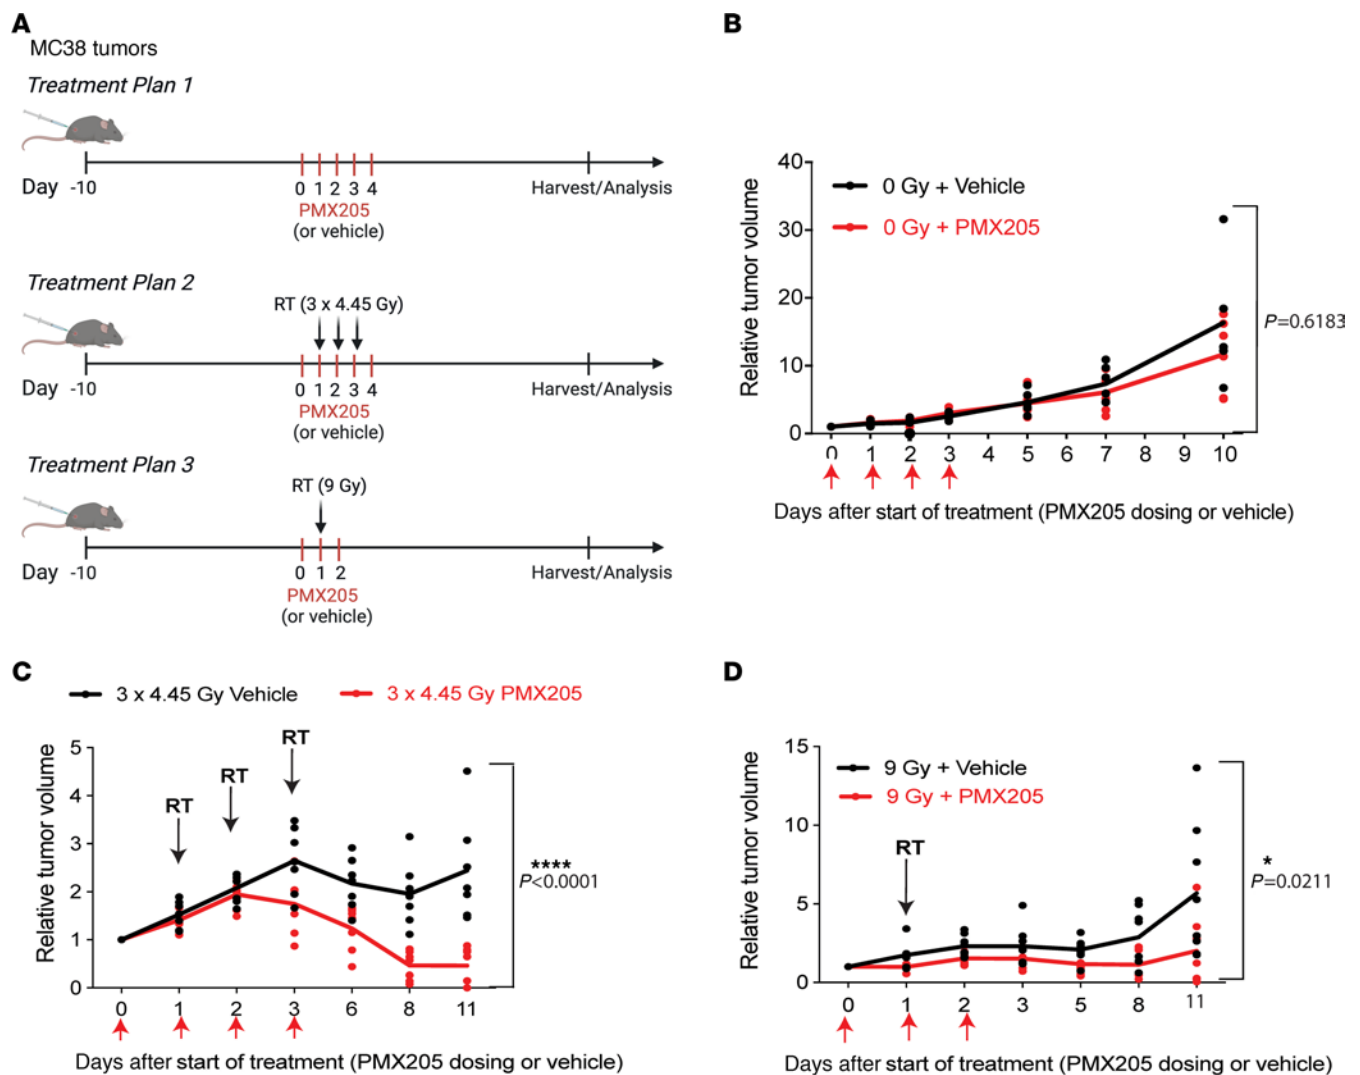 A
MC38 tumors
Treatment Plan 1
Day -10
0 1 2 3 4
Harvest/Analysis
PMX205
(or vehicle)
Treatment Plan 2
RT (3 x 4.45 Gy)
Day -10
0 1 2 3 4
Harvest/Analysis
PMX205
(or vehicle)
Treatment Plan 3
RT (9 Gy)
Day -10
0 1 2
Harvest/Analysis
PMX205
(or vehicle)
B
Relative tumor volume
40
30
20
10
0
0 Gy + Vehicle
0 Gy + PMX205
P=0.6183
0 1 2 3 4 5 6 7 8 9 10
Days after start of treatment (PMX205 dosing or vehicle)
C
3 x 4.45 Gy Vehicle
3 x 4.45 Gy PMX205
Relative tumor volume
5
4
3
2
1
0
RT
RT
RT
****
P<0.0001
0 1 2 3 6 8 11
Days after start of treatment (PMX205 dosing or vehicle)
D
Relative tumor volume
15
10
5
0
9 Gy + Vehicle
9 Gy + PMX205
RT
*
P=0.0211
0 1 2 3 5 8 11
Days after start of treatment (PMX205 dosing or vehicle)